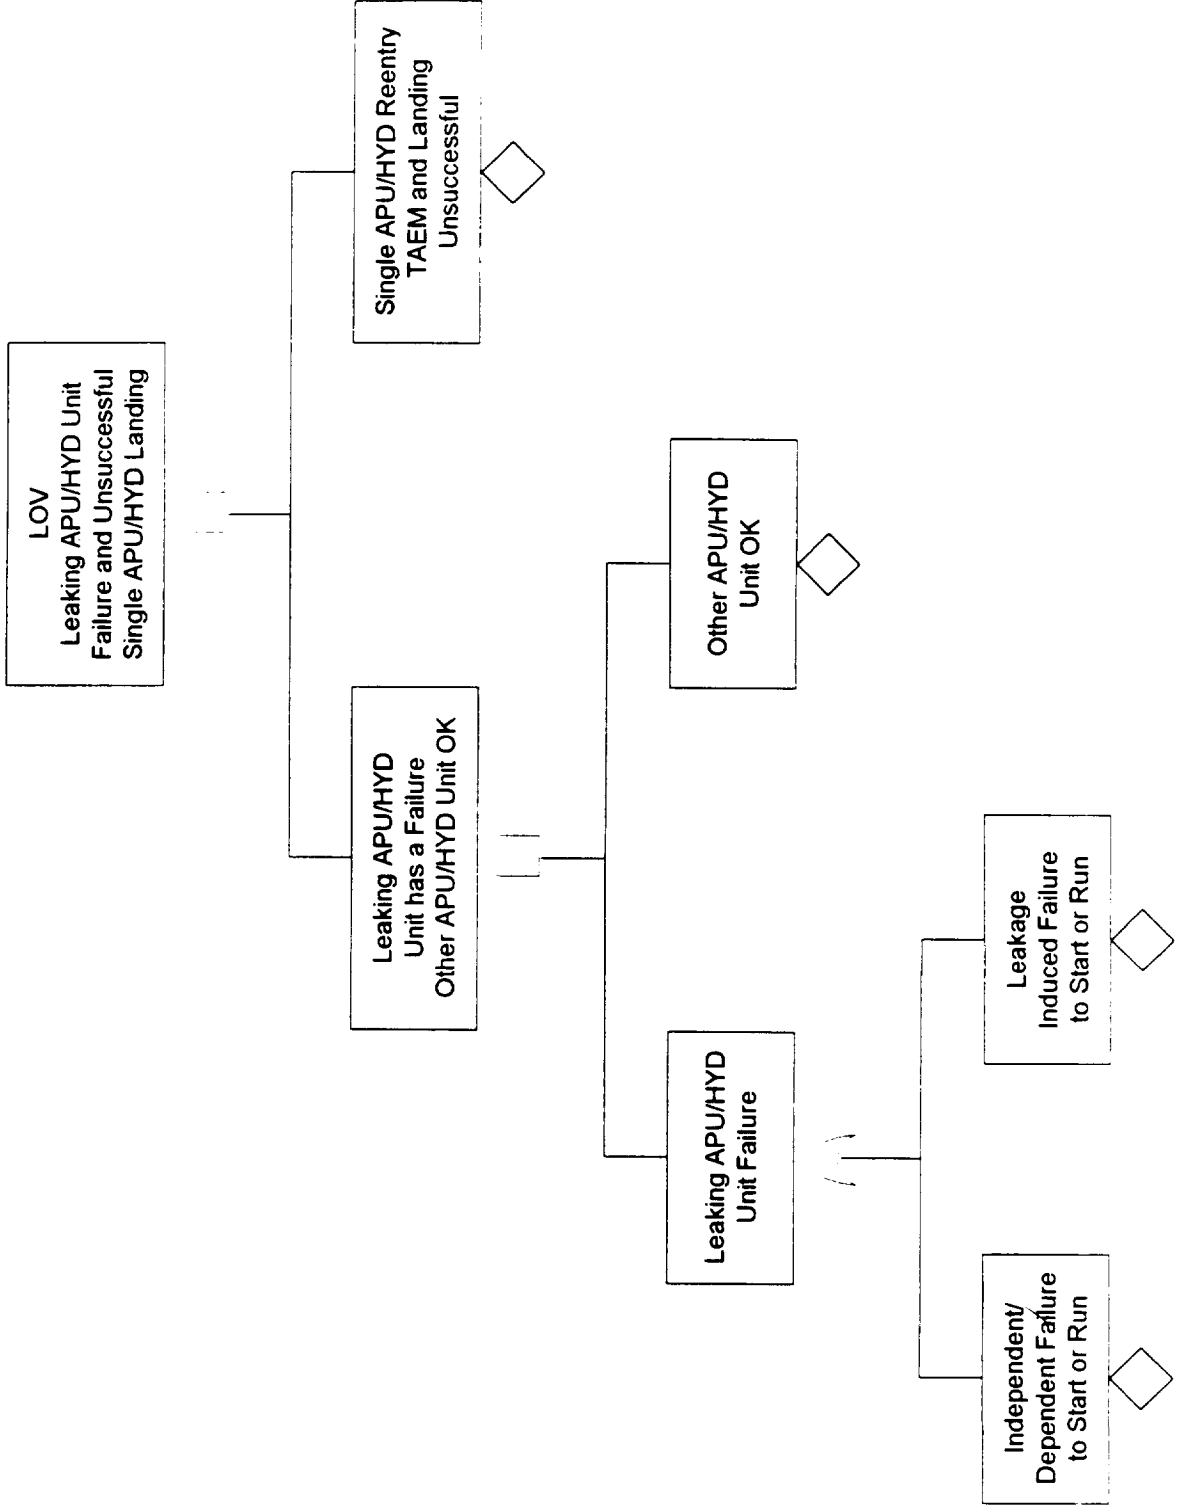 LOV
Leaking APU/HYD Unit
Failure and Unsuccessful
Single APU/HYD Landing
Leaking APU/HYD
Unit has a Failure
Other APU/HYD Unit OK
Single APU/HYD Reentry
TAEM and Landing
Unsuccessful
Leaking APU/HYD
Unit Failure
Other APU/HYD
Unit OK
Independent/
Dependent Failure
to Start or Run
Leakage
Induced Failure
to Start or Run